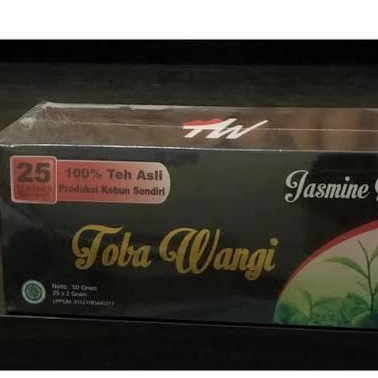 TW
25
100% Teh Asli
Produksi Kebun Sendiri
Jasmine
Toba Wangi
Netto : 50 Gram
25 x 2 Gram